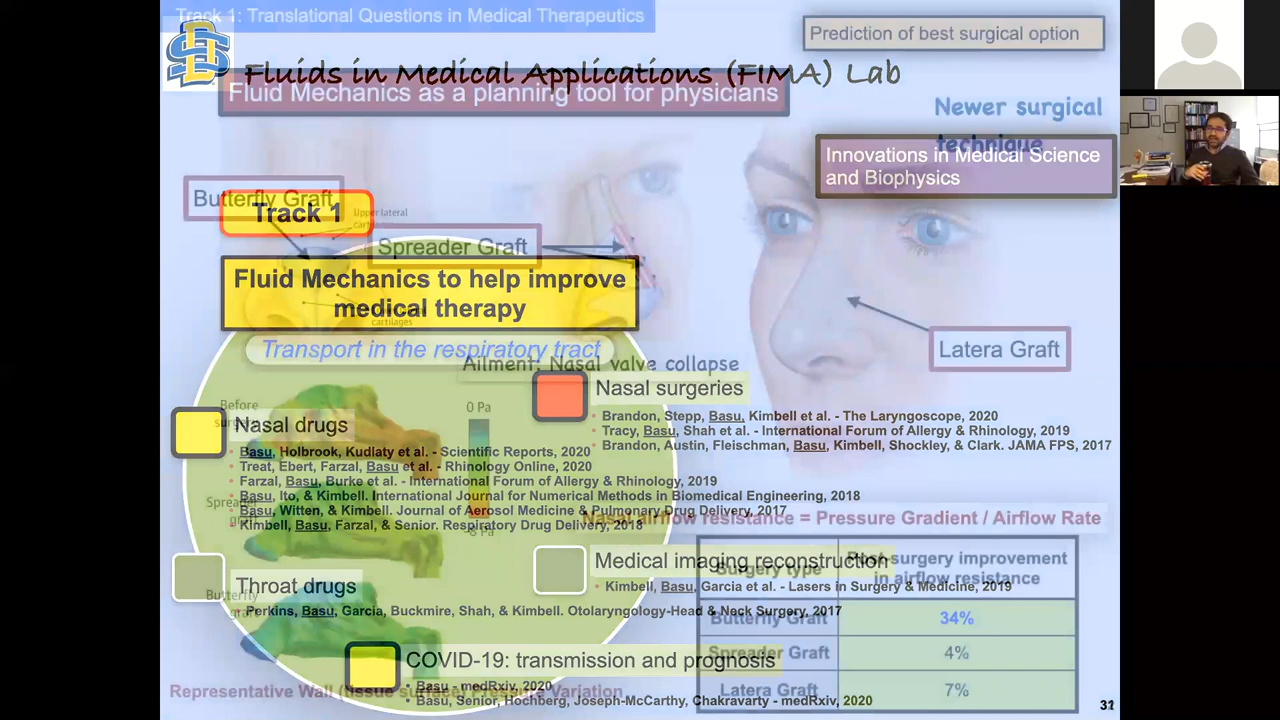 Track 1: Translational Questions in Medical Therapeutics
Prediction of best surgical option
Fluids in Medical Applications (FIMA) Lab
Fluid Mechanics as a planning tool for physicians
Newer surgical
technique
Innovations in Medical Science
and Biophysics
Butterfly Graft
Track 1
Upper lateral
Spreader Graft
Fluid Mechanics to help improve
medical therapy
cartilages
Transport in the respiratory tract
Latera Graft
Ailment: Nasal valve collapse
Nasal surgeries
Brandon, Stepp, Basu, Kimbell et al. - The Laryngoscope, 2020
Tracy, Basu, Shah et al. - International Forum of Allergy & Rhinology, 2019
Brandon, Austin, Fleischman, Basu, Kimbell, Shockley, & Clark. JAMA FPS, 2017
Before
0 Pa
Nasal drugs
Basu, Holbrook, Kudlaty et al. - Scientific Reports, 2020
Treat, Ebert, Farzal, Basu et al. - Rhinology Online, 2020
Farzal, Basu, Burke et al. - International Forum of Allergy & Rhinology, 2019
Basu, Ito, & Kimbell. International Journal for Numerical Methods in Biomedical Engineering, 2018
Basu, Witten, & Kimbell. Journal of Aerosol Medicine & Pulmonary Drug Delivery, 2017
Kimbell, Basu, Farzal, & Senior. Respiratory Drug Delivery, 2018
Nasal airflow resistance = Pressure Gradient / Airflow Rate
Medical imaging reconstruction
Kimbell, Basu, Garcia et al. - Lasers in Surgery & Medicine, 2019
Surgery type
Post-surgery improvement
in airflow resistance
Throat drugs
Perkins, Basu, Garcia, Buckmire, Shah, & Kimbell. Otolaryngology-Head & Neck Surgery, 2017
Butterfly Graft 34%
Spreader Graft 4%
Latera Graft 7%
COVID-19: transmission and prognosis
Basu - medRxiv, 2020
Basu, Senior, Hochberg, Joseph-McCarthy, Chakravarty - medRxiv, 2020
Representative Wall (tissue surface) Pressure Variation